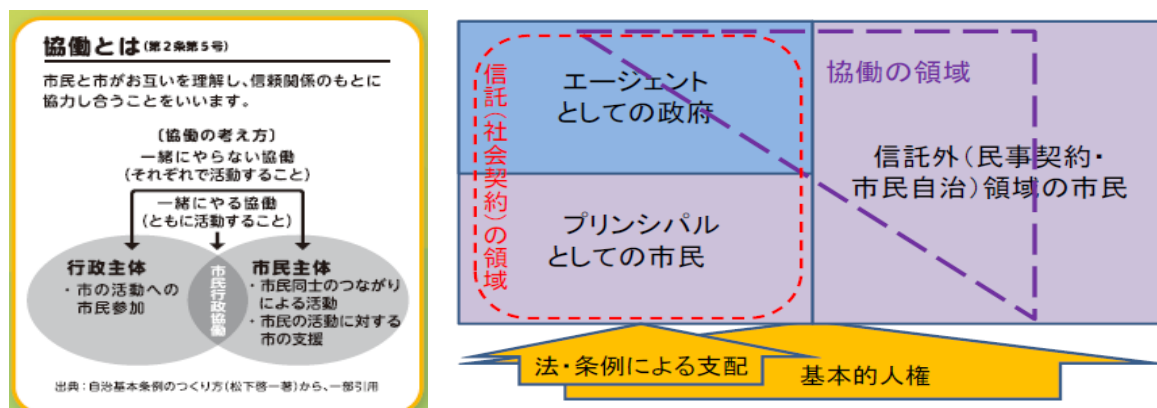 協働とは(第2条第5号)
市民と市がお互いを理解し、信頼関係のもとに
協力し合うことをいいます。
〔協働の考え方〕
一緒にやらない協働
(それぞれで活動すること)
一緒にやる協働
(ともに活動すること)
行政主体
・市の活動への
市民参加
市民行政協働
市民主体
・市民同士のつながり
による活動
・市民の活動に対する
市の支援
出典:自治基本条例のつくり方(松下啓一著)から、一部引用
信託(社会契約)の領域
エージェント
としての政府
プリンシパル
としての市民
協働の領域
信託外(民事契約・
市民自治)領域の市民
法・条例による支配
基本的人権